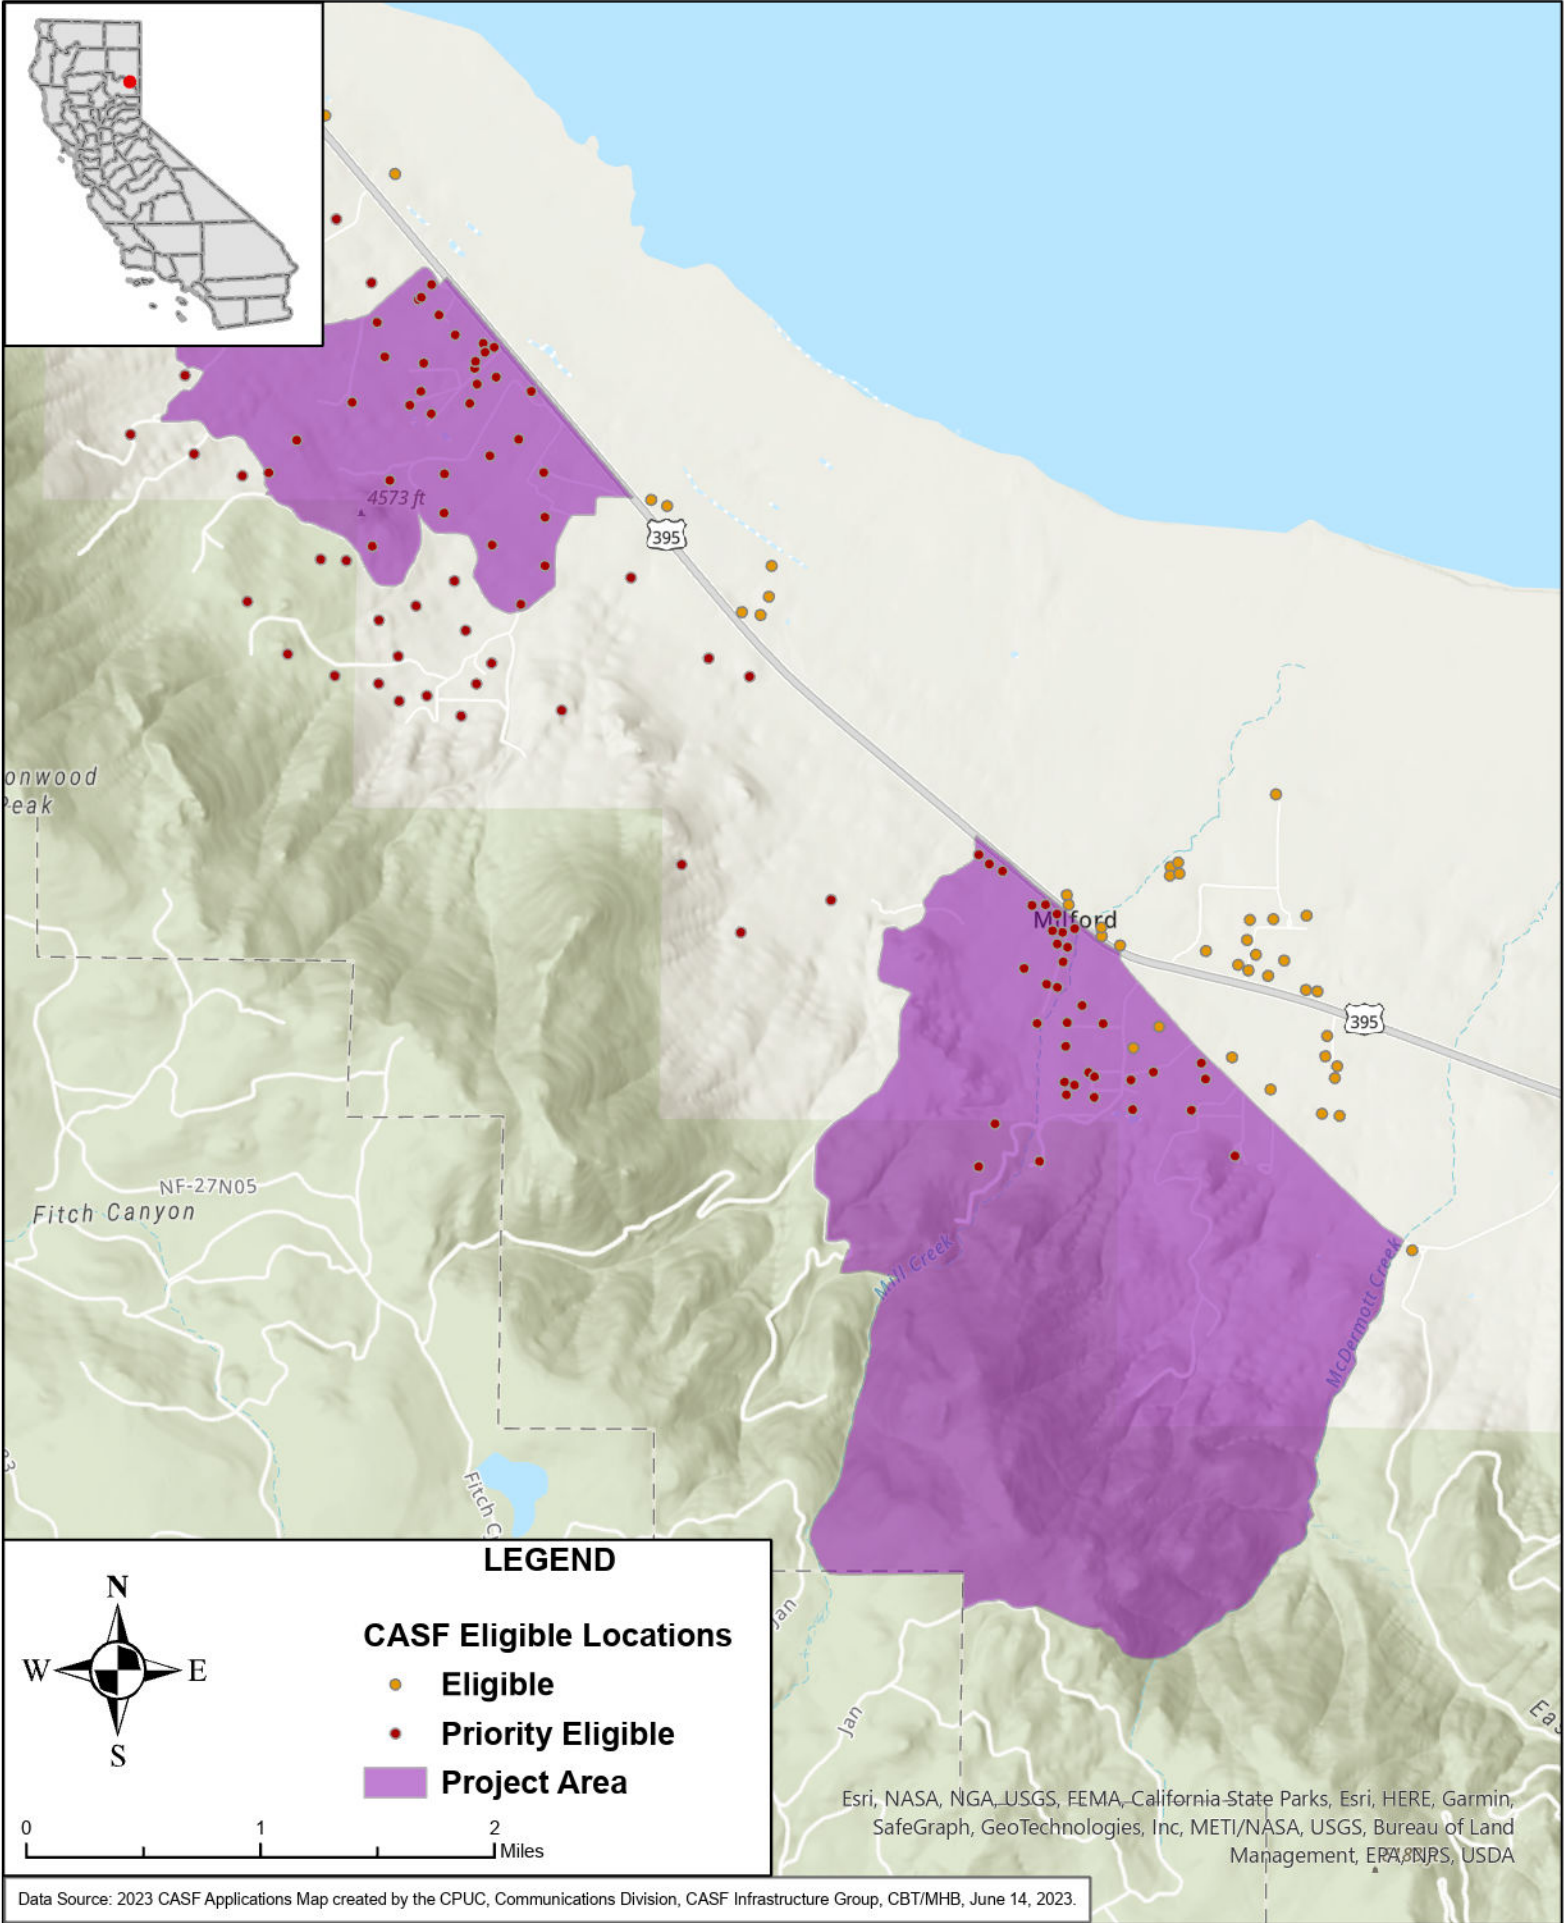 4573 ft
395
onwood
Peak
Milford
395
NF-27N05
Fitch Canyon
Mill Creek
McDermott Creek
Fitch C
Jan
Jan
Ea
LEGEND
N
W E
S
CASF Eligible Locations
Eligible
Priority Eligible
Project Area
0 1 2
Miles
Esri, NASA, NGA, USGS, FEMA, California State Parks, Esri, HERE, Garmin,
SafeGraph, GeoTechnologies, Inc, METI/NASA, USGS, Bureau of Land
Management, EPA, NPS, USDA
Data Source: 2023 CASF Applications Map created by the CPUC, Communications Division, CASF Infrastructure Group, CBT/MHB, June 14, 2023.